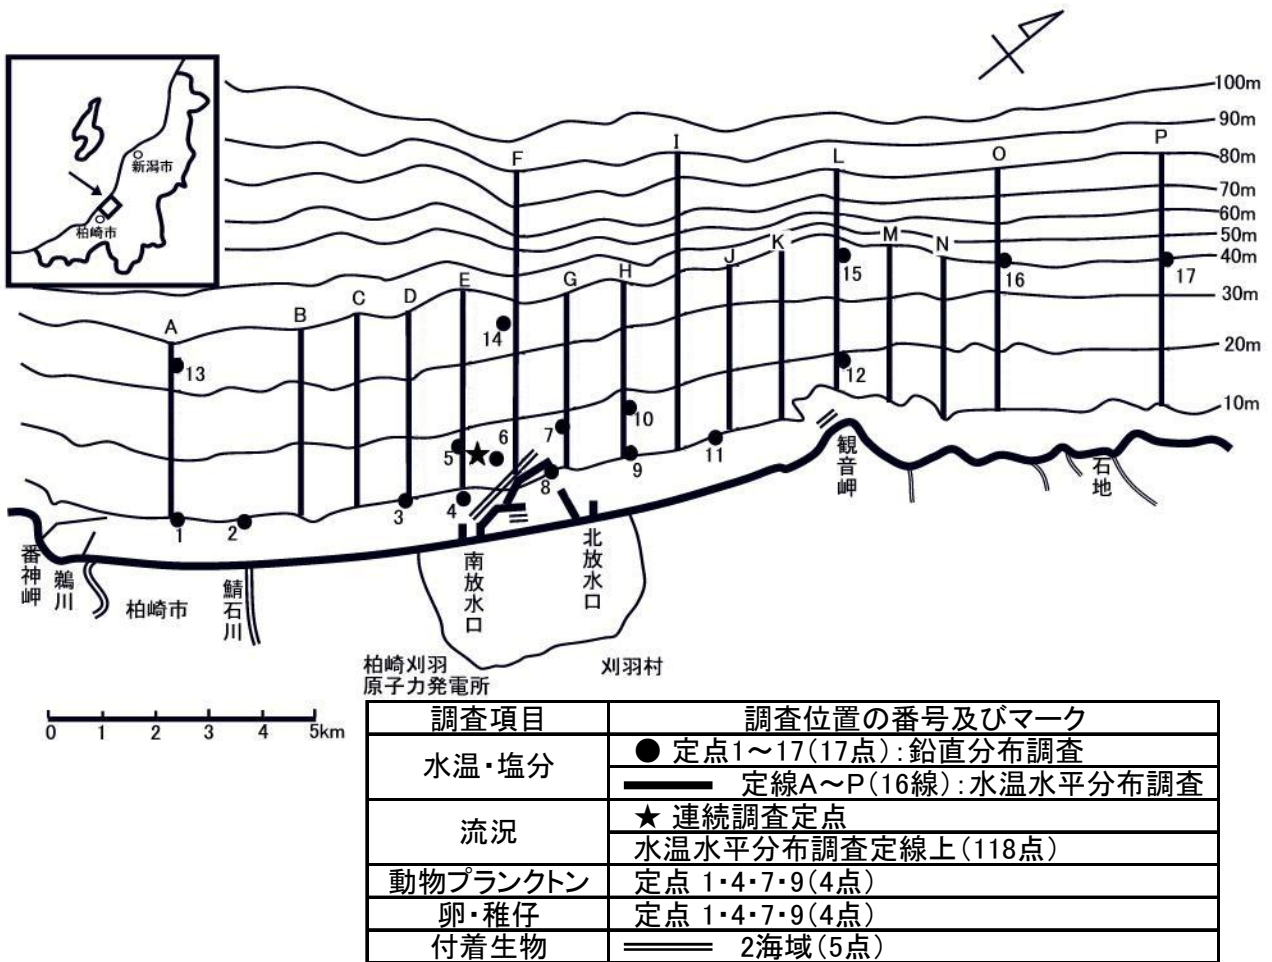 100m
90m
80m
70m
60m
50m
40m
30m
20m
10m
新潟市
柏崎市
A
B
C
D
E
F
G
H
I
J
K
L
M
N
O
P
1
2
3
4
5
6
7
8
9
10
11
12
13
14
15
16
17
番神岬
鵜川
柏崎市
鯖石川
南放水口
北放水口
観音岬
石地
柏崎刈羽
原子力発電所
刈羽村
0 1 2 3 4 5km
調査項目 調査位置の番号及びマーク
水温・塩分
● 定点1～17(17点):鉛直分布調査
定線A～P(16線):水温水平分布調査
流況
★ 連続調査定点
水温水平分布調査定線上(118点)
動物プランクトン 定点 1・4・7・9(4点)
卵・稚仔 定点 1・4・7・9(4点)
付着生物 2海域(5点)